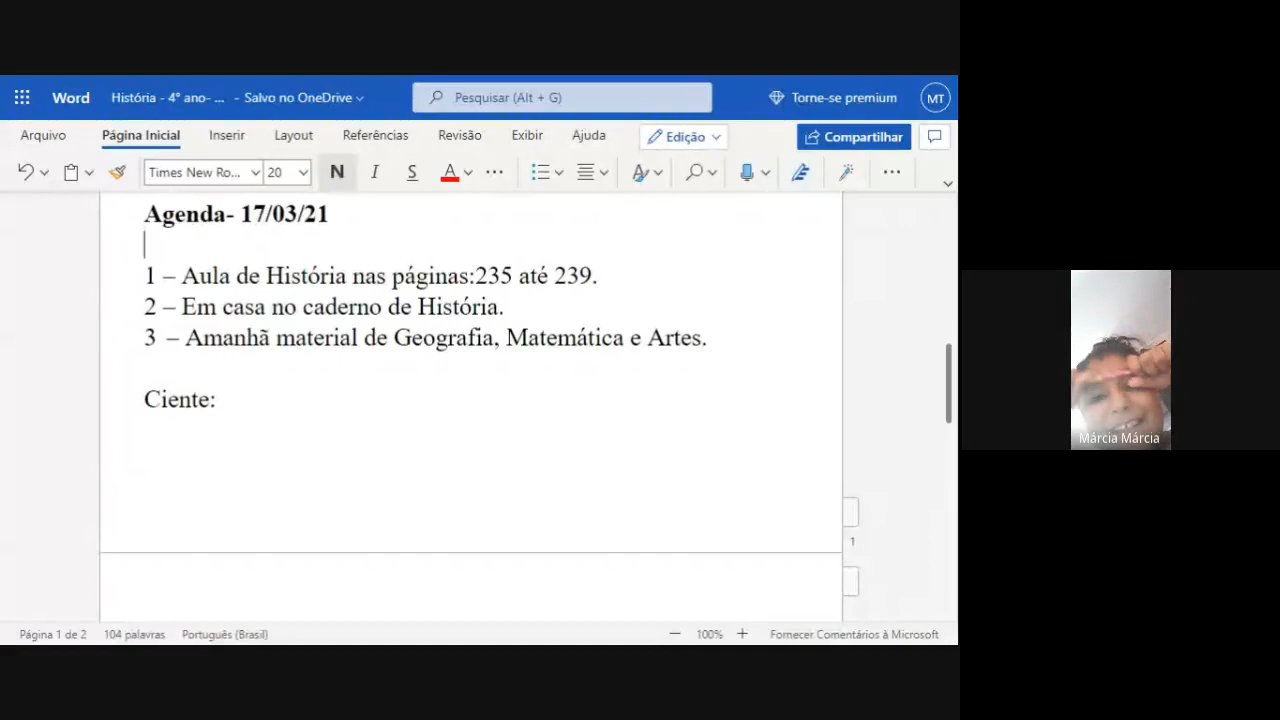 Word História - 4° ano- ... - Salvo no OneDrive Pesquisar (Alt + G) Torne-se premium MT
Arquivo Página Inicial Inserir Layout Referências Revisão Exibir Ajuda Edição Compartilhar
Times New Ro... 20 N I S A ...
Agenda- 17/03/21
1 – Aula de História nas páginas:235 até 239.
2 – Em casa no caderno de História.
3 – Amanhã material de Geografia, Matemática e Artes.
Ciente:
1
Página 1 de 2 104 palavras Português (Brasil) — 100% + Fornecer Comentários à Microsoft
Márcia Márcia